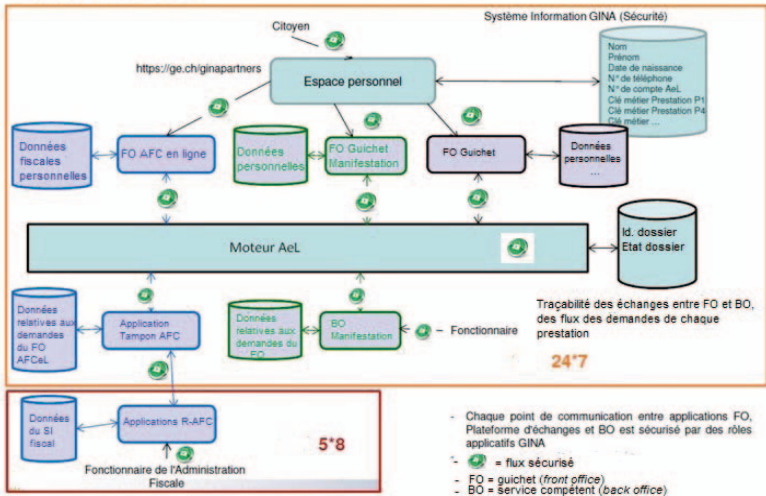 Système Information GINA (Sécurité)
Citoyen
https://ge.ch/ginapartners
Espace personnel
Nom
Prénom
Date de naissance
N° de téléphone
N° de compte AeL
Clé métier Prestation P1
Clé métier Prestation P4
Clé métier ...
Données
fiscales
personnelles
FO AFC en ligne
Données
personnelles
FO Guichet
Manifestation
FO Guichet
Données
personnelles
...
Moteur AeL
Id. dossier
Etat dossier
Données
relatives aux
demandes
du FO
AFCeL
Application
Tampon AFC
Données
relatives aux
demandes du
FO
BO
Manifestation
Fonctionnaire
Traçabilité des échanges entre FO et BO,
des flux des demandes de chaque
prestation
24*7
Données
du SI
fiscal
Applications R-AFC
5*8
Fonctionnaire de l'Administration
Fiscale
- Chaque point de communication entre applications FO,
Plateforme d'échanges et BO est sécurisé par des rôles
applicatifs GINA
- = flux sécurisé
- FO = guichet (front office)
- BO = service compétent (back office)